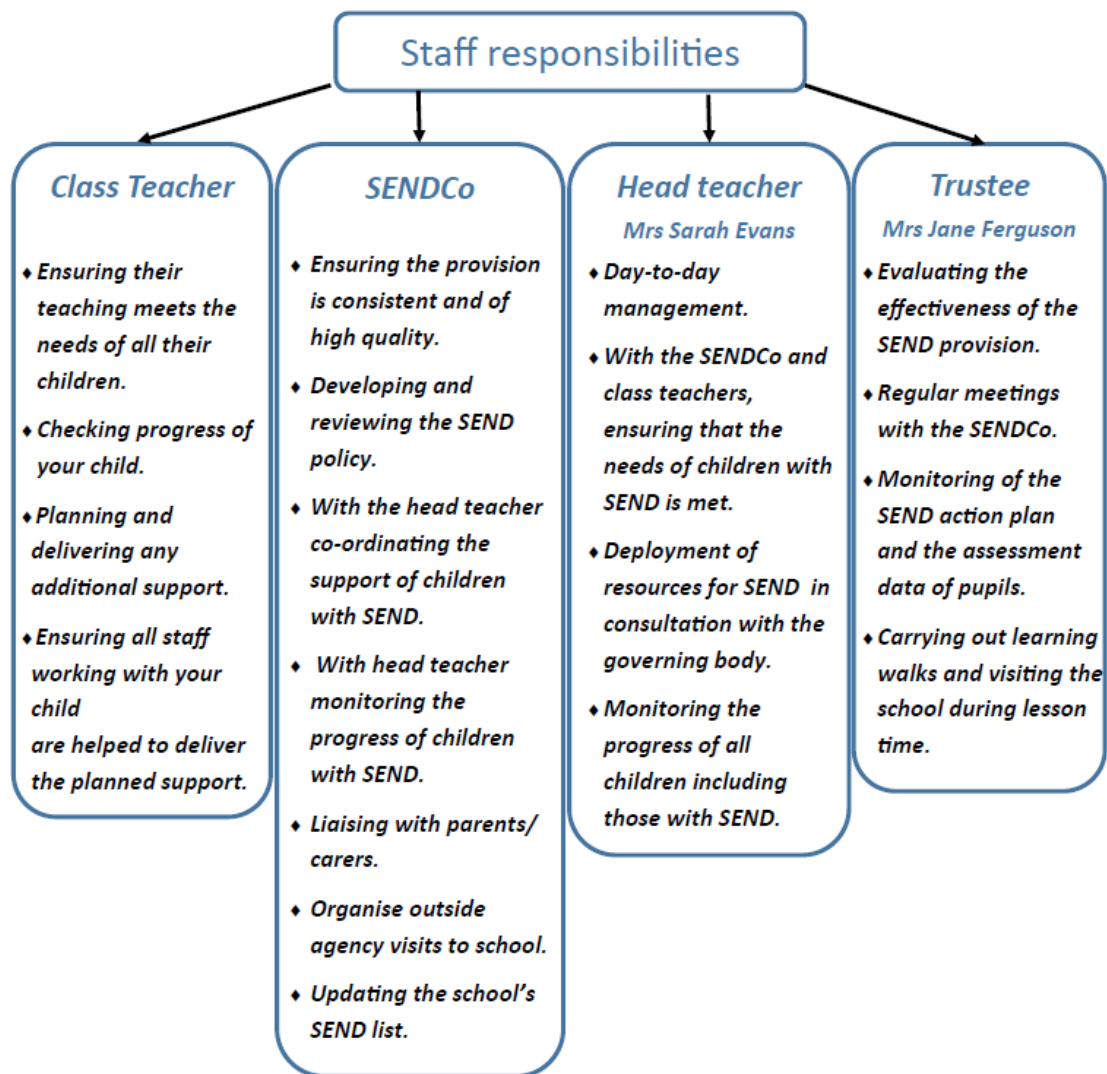 Staff responsibilities
Class Teacher
♦ Ensuring their
teaching meets the
needs of all their
children.
♦ Checking progress of
your child.
♦ Planning and
delivering any
additional support.
♦ Ensuring all staff
working with your
child
are helped to deliver
the planned support.
SENDCo
♦ Ensuring the provision
is consistent and of
high quality.
♦ Developing and
reviewing the SEND
policy.
♦ With the head teacher
co-ordinating the
support of children
with SEND.
♦ With head teacher
monitoring the
progress of children
with SEND.
♦ Liaising with parents/
carers.
♦ Organise outside
agency visits to school.
♦ Updating the school’s
SEND list.
Head teacher
Mrs Sarah Evans
♦ Day-to-day
management.
♦ With the SENDCo and
class teachers,
ensuring that the
needs of children with
SEND is met.
♦ Deployment of
resources for SEND in
consultation with the
governing body.
♦ Monitoring the
progress of all
children including
those with SEND.
Trustee
Mrs Jane Ferguson
♦ Evaluating the
effectiveness of the
SEND provision.
♦ Regular meetings
with the SENDCo.
♦ Monitoring of the
SEND action plan
and the assessment
data of pupils.
♦ Carrying out learning
walks and visiting the
school during lesson
time.